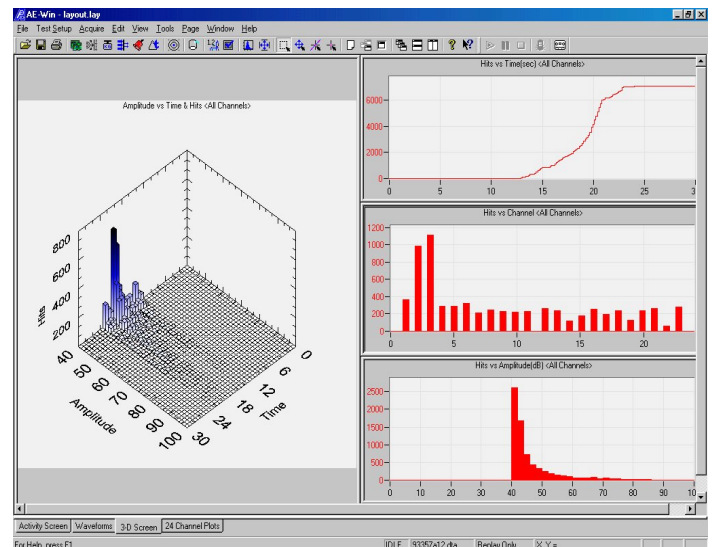 AE-Win - layout.lay
File Test Setup Acquire Edit View Tools Page Window Help
Amplitude vs Time & Hits <All Channels>
800
600
400
200
Hits
40
50
60
70
80
90
100
Amplitude
0
6
12
18
24
30
Time
Hits vs Time(sec) <All Channels>
6000
4000
2000
0
0 5 10 15 20 25 3
Hits vs Channel <All Channels>
1200
1000
800
600
400
200
0
0 5 10 15 20
Hits vs Amplitude(dB) <All Channels>
2500
2000
1500
1000
500
0
0 10 20 30 40 50 60 70 80 90 10
Activity Screen Waveforms 3-D Screen 24 Channel Plots
For Help, press F1 IDLE 93357a12.dta Replay Only X,Y =